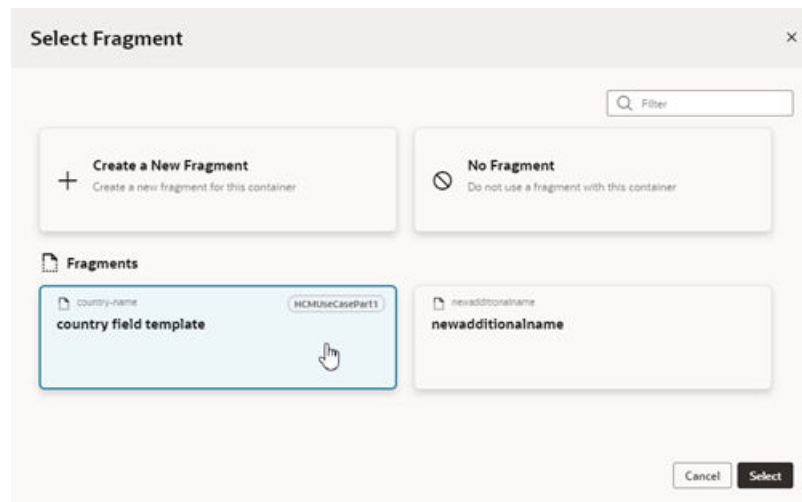 Select Fragment
Filter
Create a New Fragment
Create a new fragment for this container
No Fragment
Do not use a fragment with this container
Fragments
country-name
HCMUseCasePart1
country field template
newadditionalname
newadditionalname
Cancel
Select